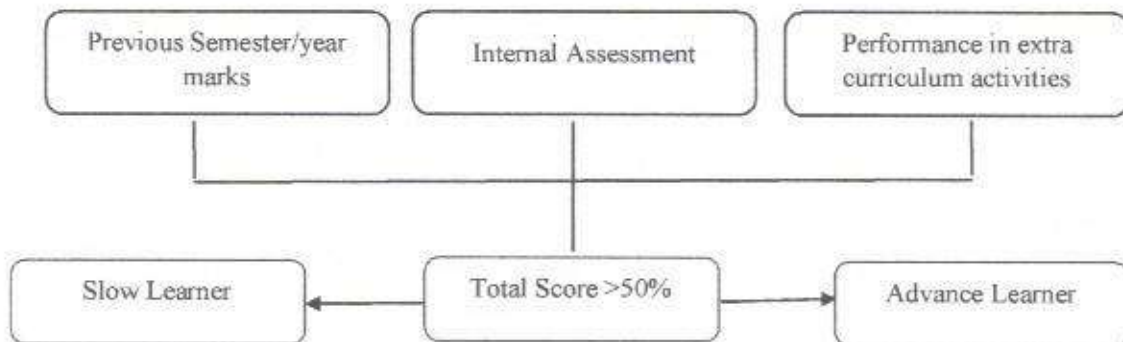 Previous Semester/year
marks
Internal Assessment
Performance in extra
curriculum activities
Slow Learner
Total Score >50%
Advance Learner